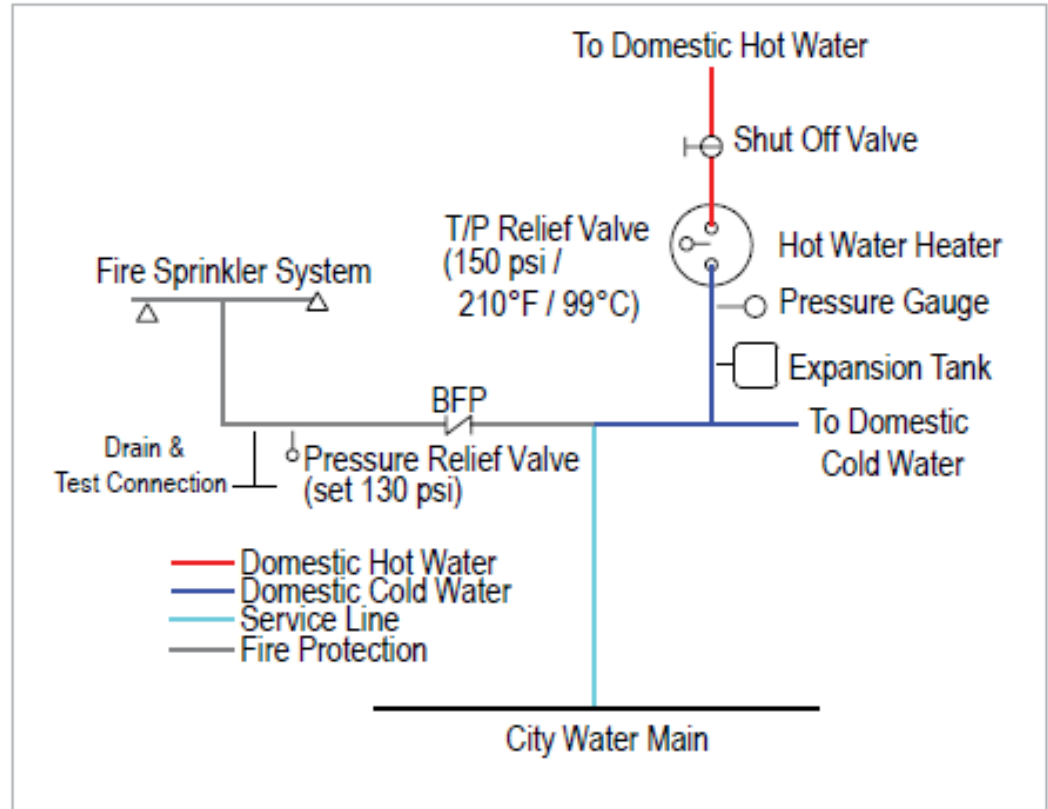 To Domestic Hot Water
Shut Off Valve
T/P Relief Valve
(150 psi /
210°F / 99°C)
Hot Water Heater
Fire Sprinkler System
Pressure Gauge
Expansion Tank
BFP
To Domestic
Cold Water
Drain &
Test Connection
Pressure Relief Valve
(set 130 psi)
Domestic Hot Water
Domestic Cold Water
Service Line
Fire Protection
City Water Main